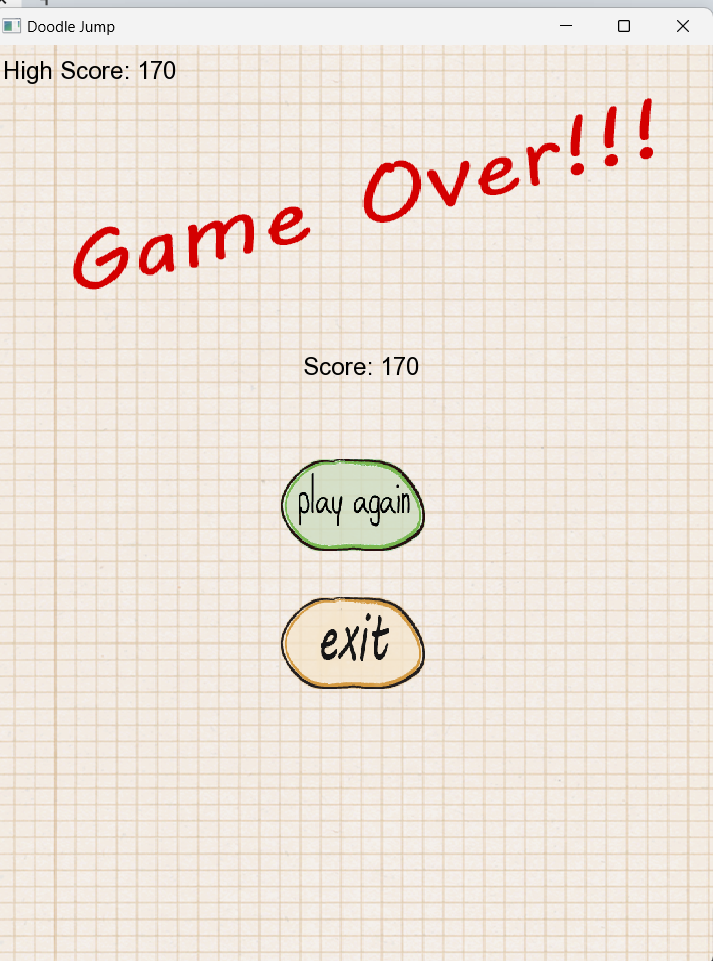 Doodle Jump
High Score: 170
Game Over!!!
Score: 170
play again
exit